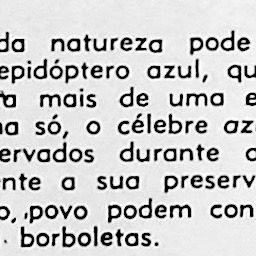 da natureza pode
epidóptero azul, qu
a mais de uma e
a só, o célebre az
ervados durante
nte a sua preserv
o, povo podem con
borboletas.